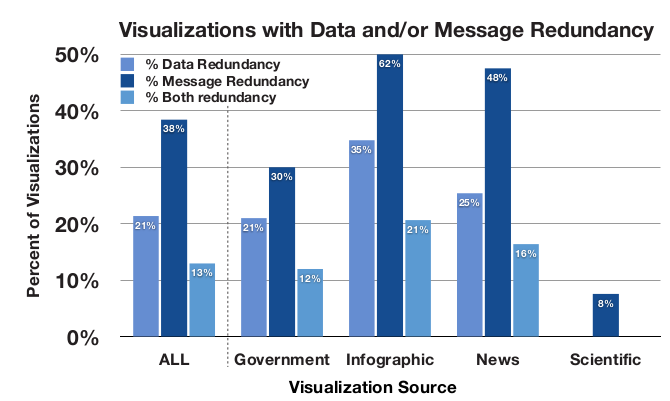 Visualizations with Data and/or Message Redundancy
50%
40%
30%
20%
10%
0%
Percent of Visualizations
% Data Redundancy
% Message Redundancy
% Both redundancy
21%
38%
13%
21%
30%
12%
35%
62%
21%
25%
48%
16%
8%
ALL
Government
Infographic
News
Scientific
Visualization Source